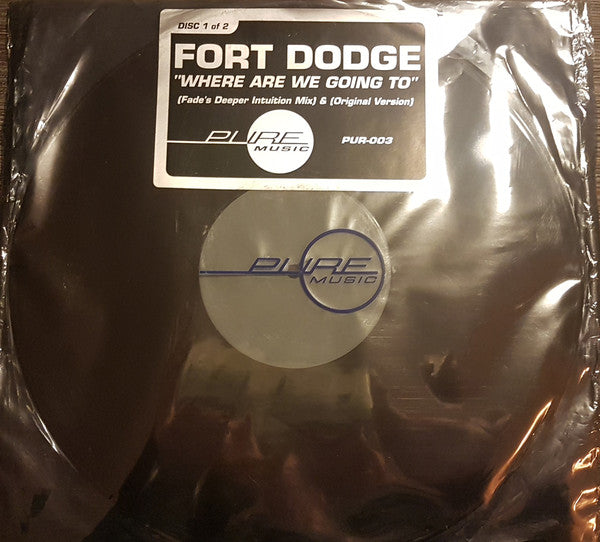 DISC 1 of 2
FORT DODGE
"WHERE ARE WE GOING TO"
(Fade's Deeper Intuition Mix) & (Original Version)
PURE
MUSIC
PUR-003
PURE
MUSIC